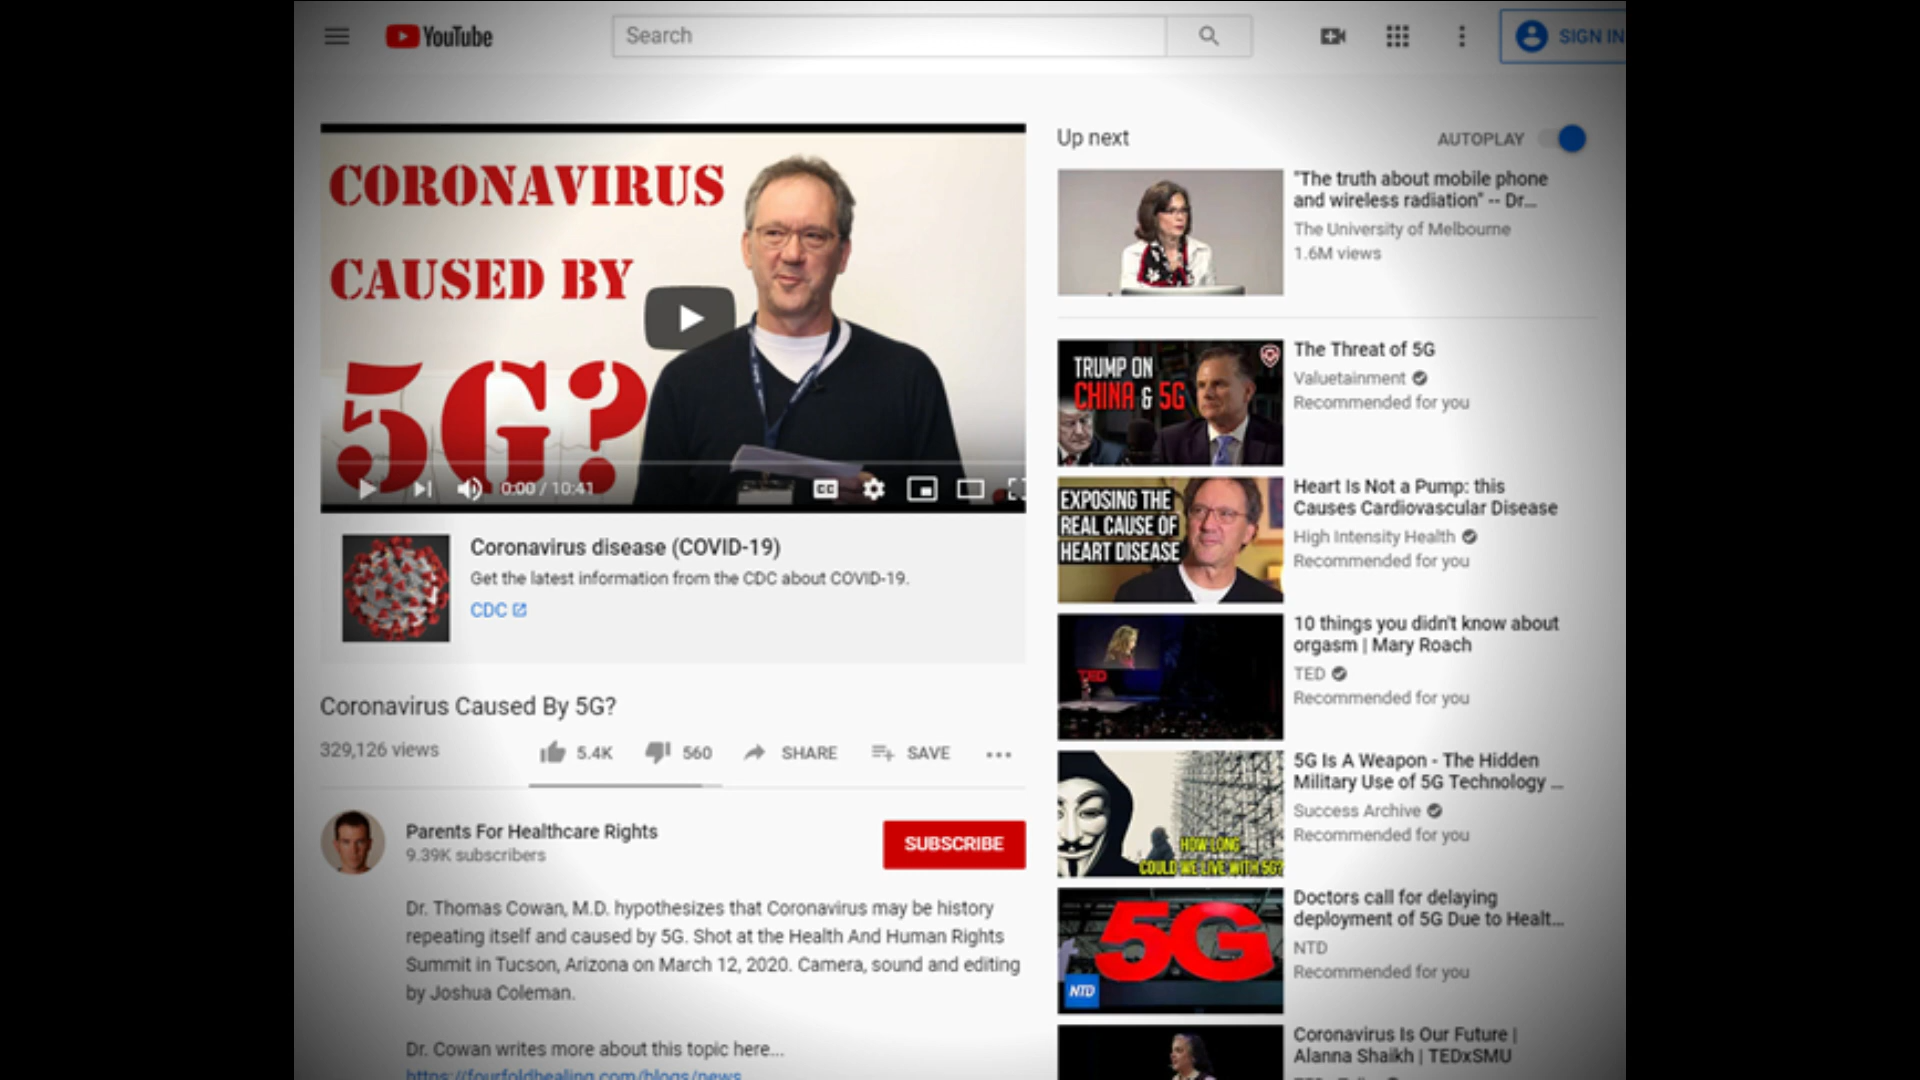 YouTube
Search
SIGN IN
CORONAVIRUS
CAUSED BY
5G?
0:00 / 10:41
CC
Coronavirus disease (COVID-19)
Get the latest information from the CDC about COVID-19.
CDC
Coronavirus Caused By 5G?
329,126 views
5.4K
560
SHARE
SAVE
Parents For Healthcare Rights
9.39K subscribers
SUBSCRIBE
Dr. Thomas Cowan, M.D. hypothesizes that Coronavirus may be history
repeating itself and caused by 5G. Shot at the Health And Human Rights
Summit in Tucson, Arizona on March 12, 2020. Camera, sound and editing
by Joshua Coleman.
Dr. Cowan writes more about this topic here...
https://fourfoldhealing.com/blogs/news
Up next
AUTOPLAY
"The truth about mobile phone
and wireless radiation" -- Dr...
The University of Melbourne
1.6M views
TRUMP ON
CHINA & 5G
The Threat of 5G
Valuetainment
Recommended for you
EXPOSING THE
REAL CAUSE OF
HEART DISEASE
Heart Is Not a Pump: this
Causes Cardiovascular Disease
High Intensity Health
Recommended for you
TED
10 things you didn't know about
orgasm | Mary Roach
TED
Recommended for you
HOW LONG
COULD WE LIVE WITH 5G?
5G Is A Weapon - The Hidden
Military Use of 5G Technology ...
Success Archive
Recommended for you
5G
NTD
Doctors call for delaying
deployment of 5G Due to Healt...
NTD
Recommended for you
Coronavirus Is Our Future |
Alanna Shaikh | TEDxSMU